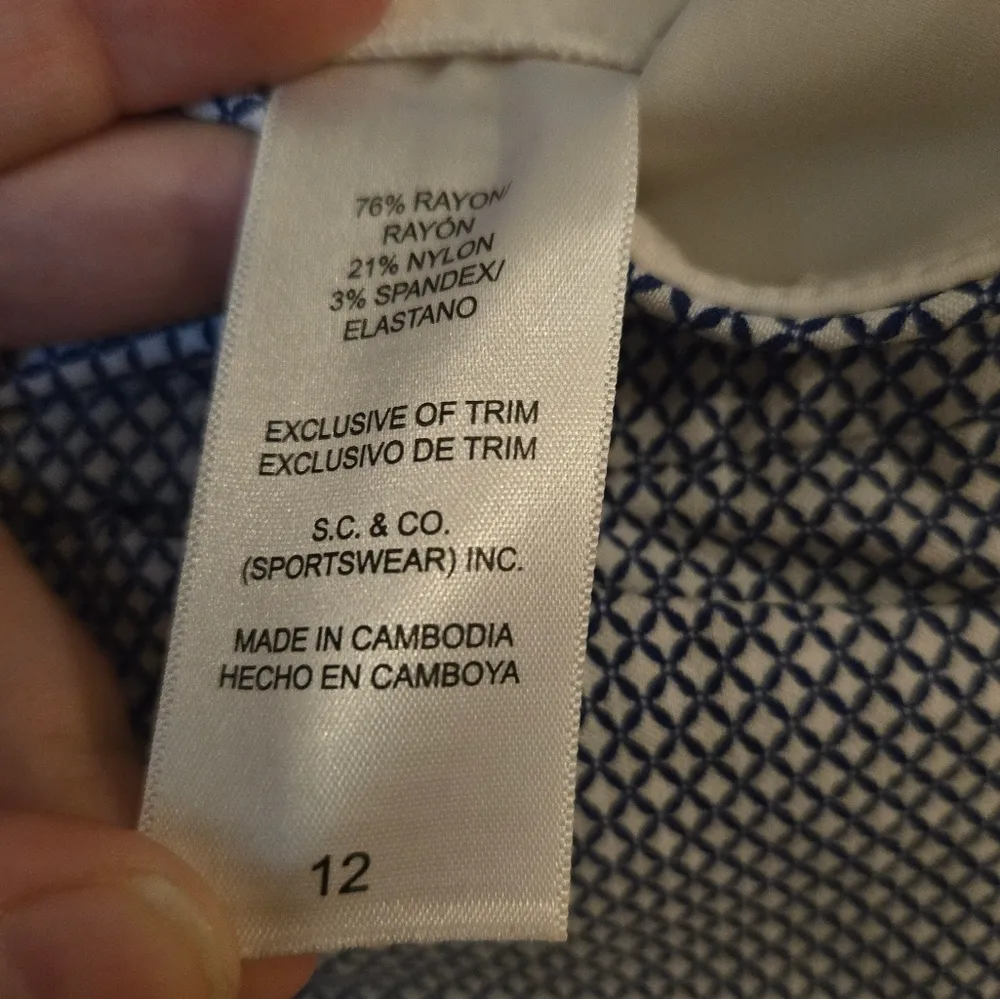 76% RAYON/
RAYÓN
21% NYLON
3% SPANDEX/
ELASTANO
EXCLUSIVE OF TRIM
EXCLUSIVO DE TRIM
S.C. & CO.
(SPORTSWEAR) INC.
MADE IN CAMBODIA
HECHO EN CAMBOYA
12